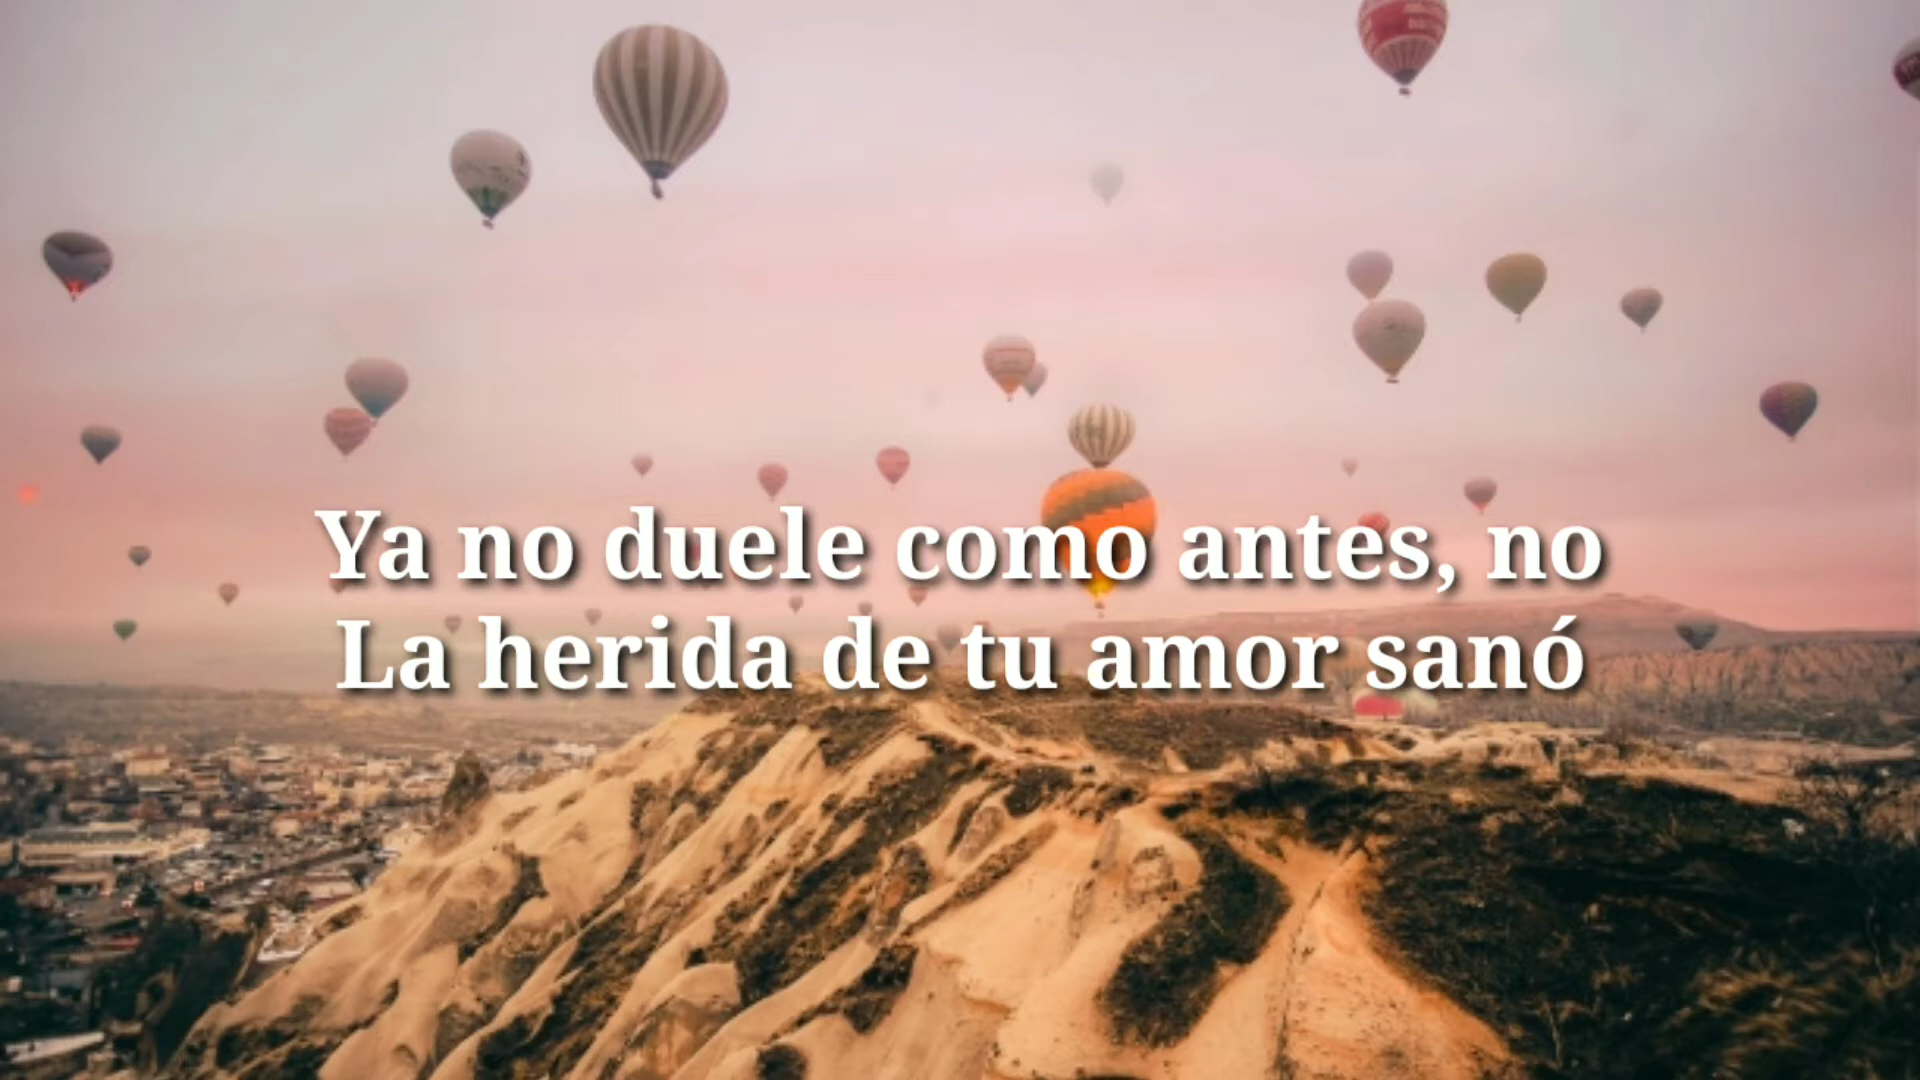 Ya no duele como antes, no
La herida de tu amor sanó